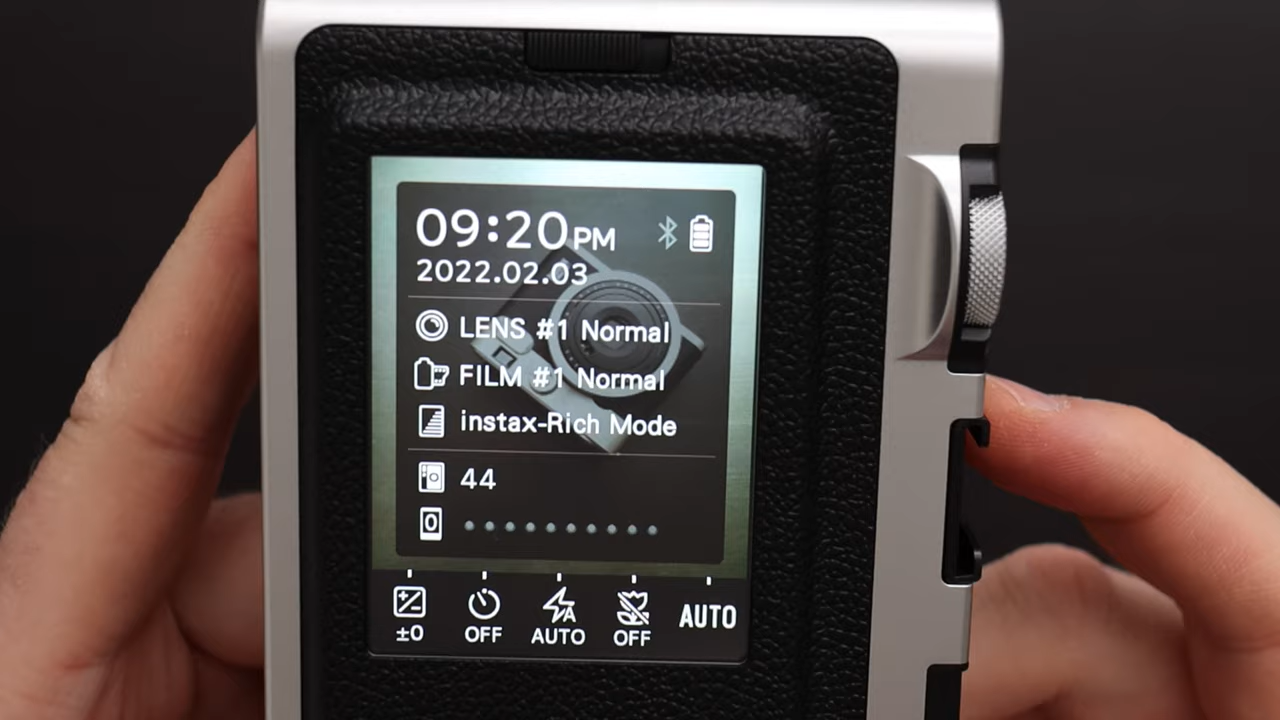 09:20PM
2022.02.03
LENS #1 Normal
FILM #1 Normal
instax-Rich Mode
44
0
±0 OFF AUTO OFF AUTO